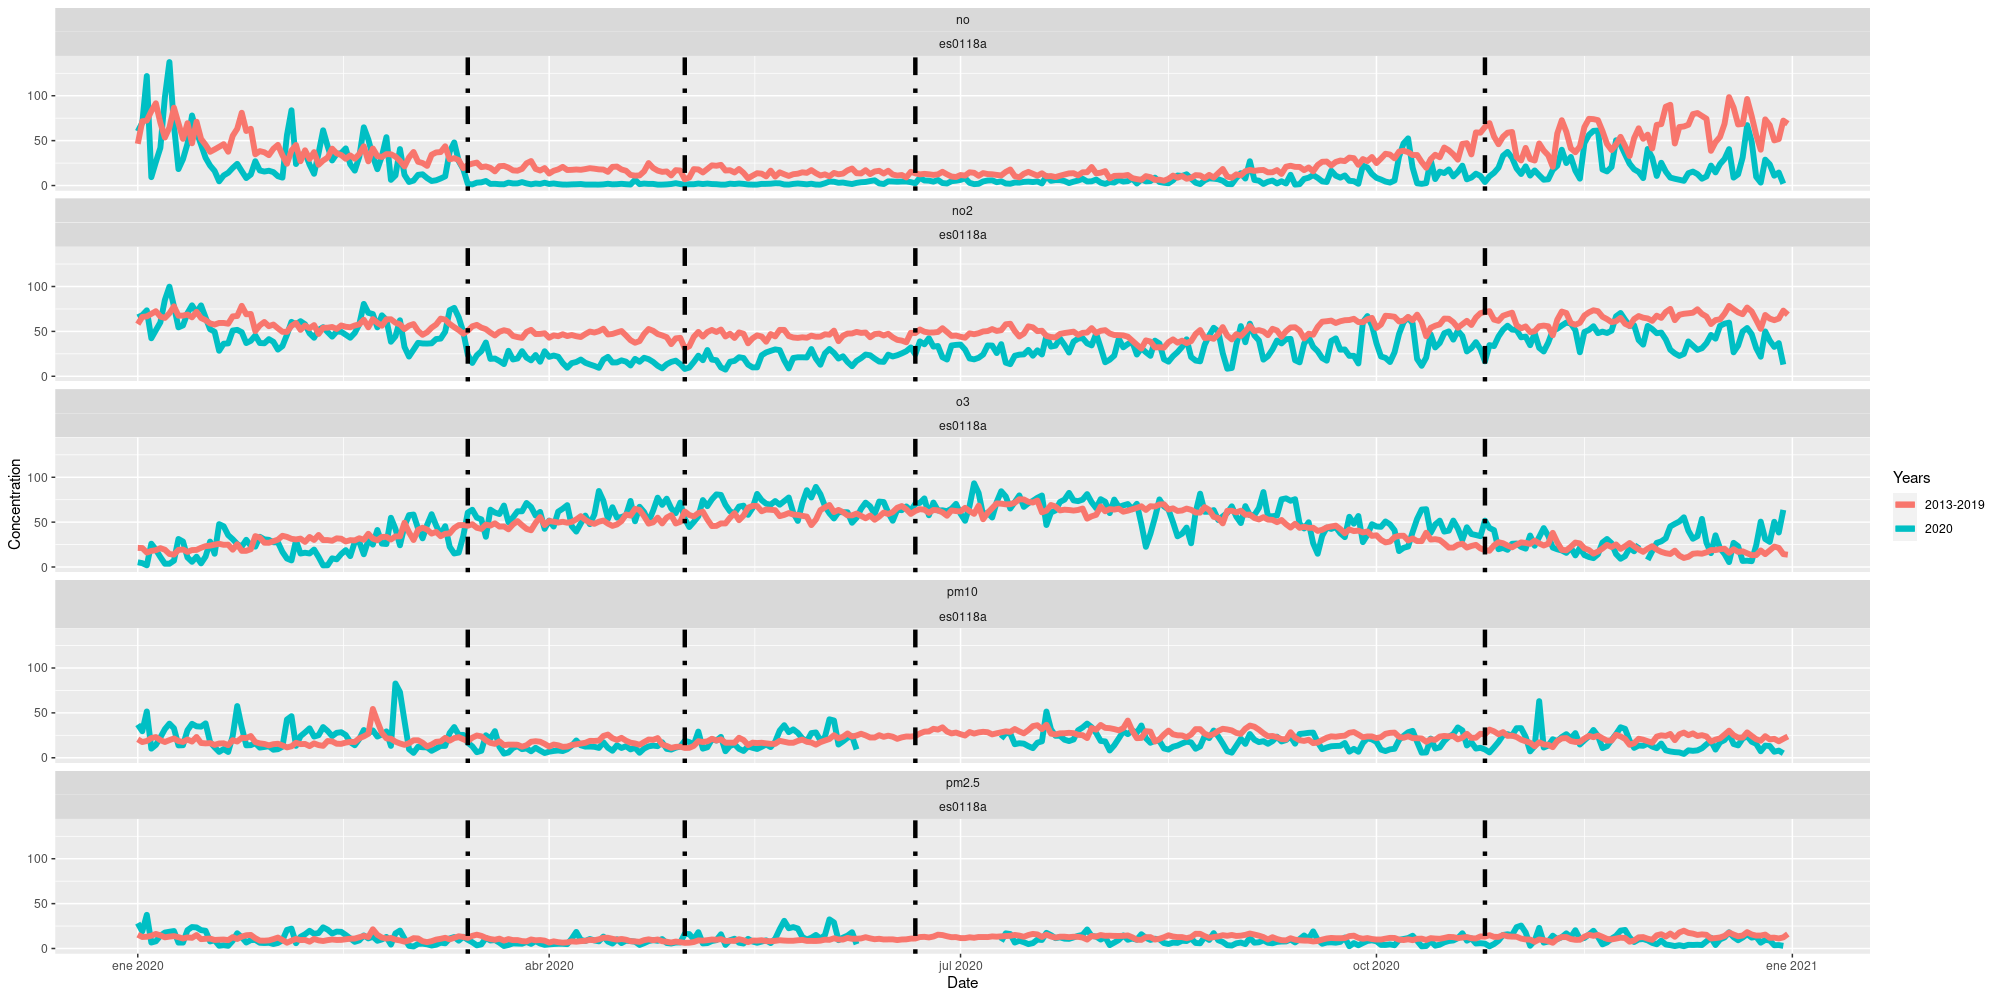 no
es0118a
100
50
0
no2
es0118a
100
50
0
o3
es0118a
100
50
0
pm10
es0118a
100
50
0
pm2.5
es0118a
100
50
0
ene 2020
abr 2020
jul 2020
oct 2020
ene 2021
Date
Concentration
Years
2013-2019
2020